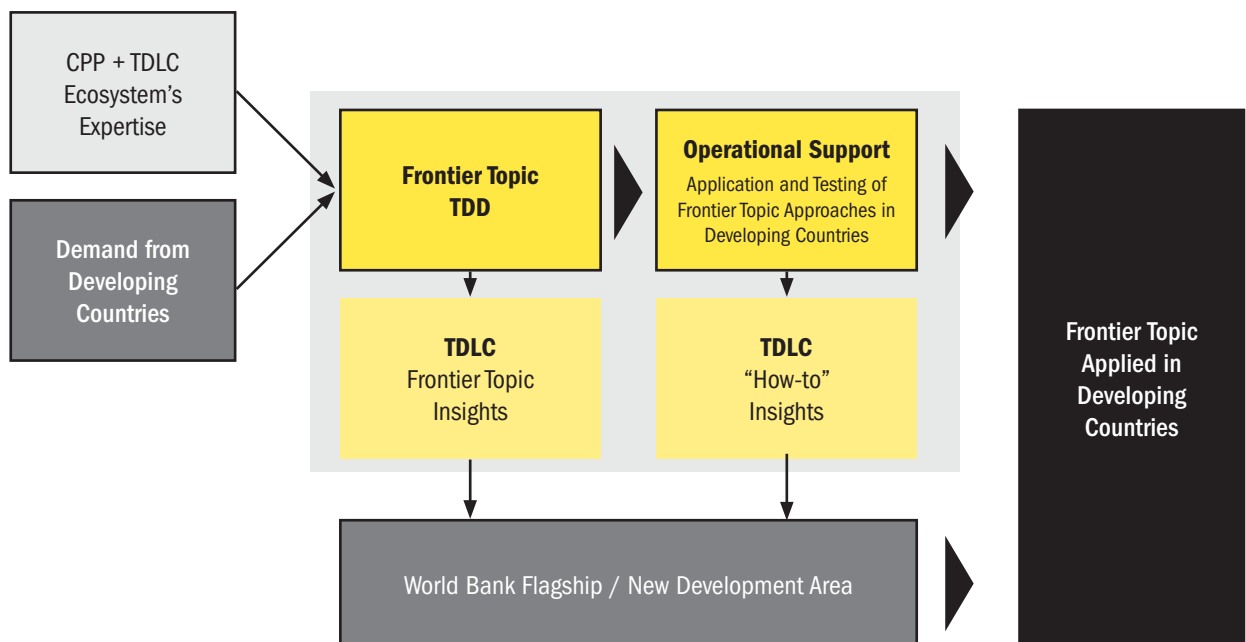 CPP + TDLC
Ecosystem's
Expertise
Demand from
Developing
Countries
Frontier Topic
TDD
Operational Support
Application and Testing of
Frontier Topic Approaches in
Developing Countries
TDLC
Frontier Topic
Insights
TDLC
“How-to”
Insights
World Bank Flagship / New Development Area
Frontier Topic
Applied in
Developing
Countries